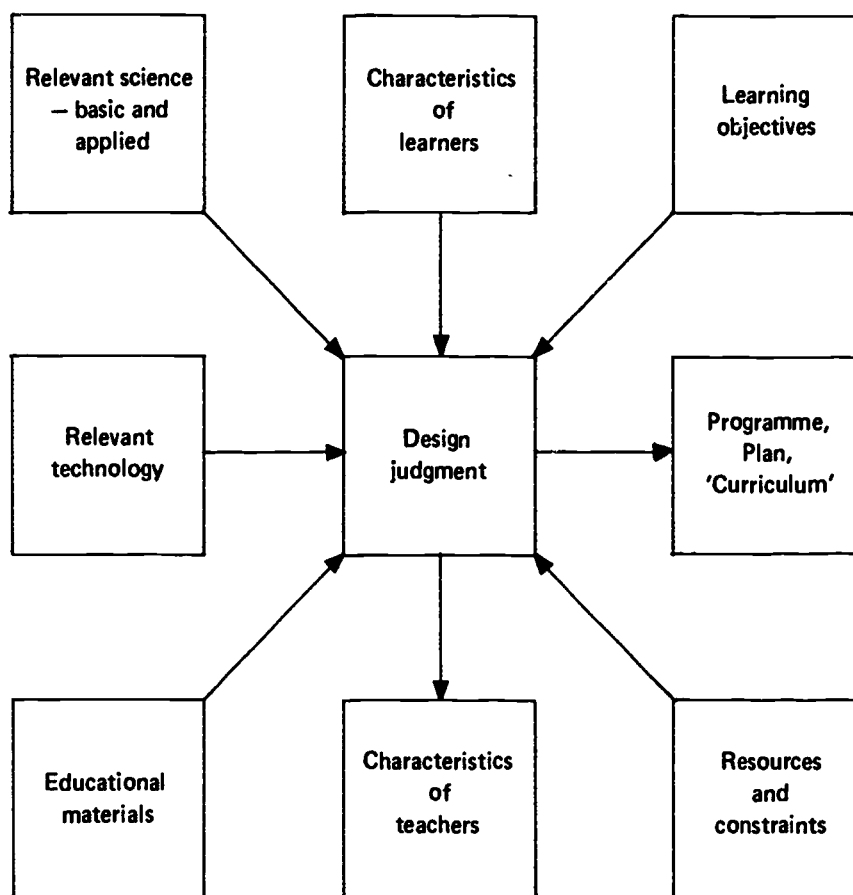 Relevant science
– basic and
applied
Characteristics
of
learners
Learning
objectives
Relevant
technology
Design
judgment
Programme,
Plan,
'Curriculum'
Educational
materials
Characteristics
of
teachers
Resources
and
constraints